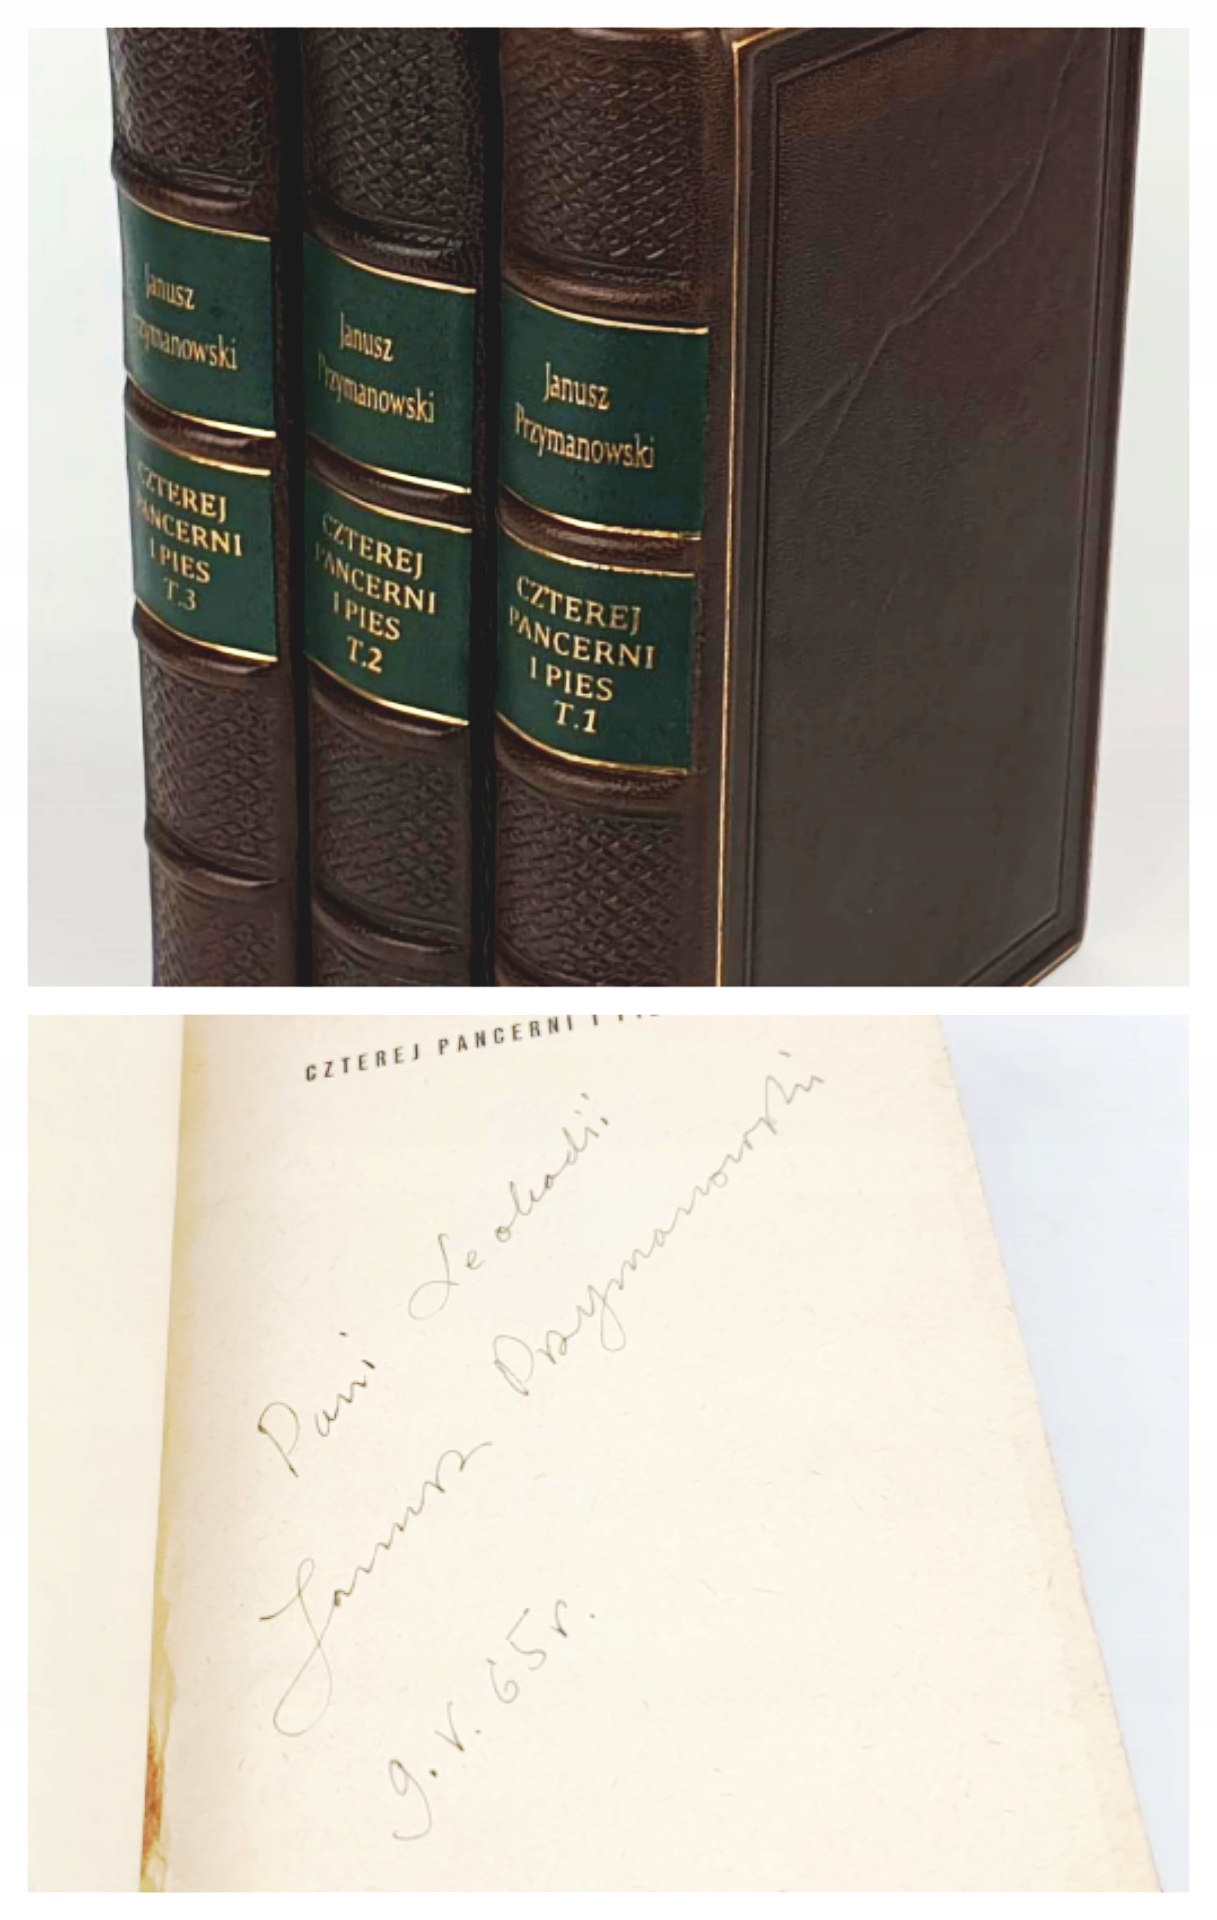 Janusz
Przymanowski
CZTEREJ
PANCERNI
I PIES
T.3
Janusz
Przymanowski
CZTEREJ
PANCERNI
I PIES
T.2
Janusz
Przymanowski
CZTEREJ
PANCERNI
I PIES
T.1
CZTEREJ PANCERNI I
Pani Leokadii
Janusz Przymanowski
9. V. 65r.